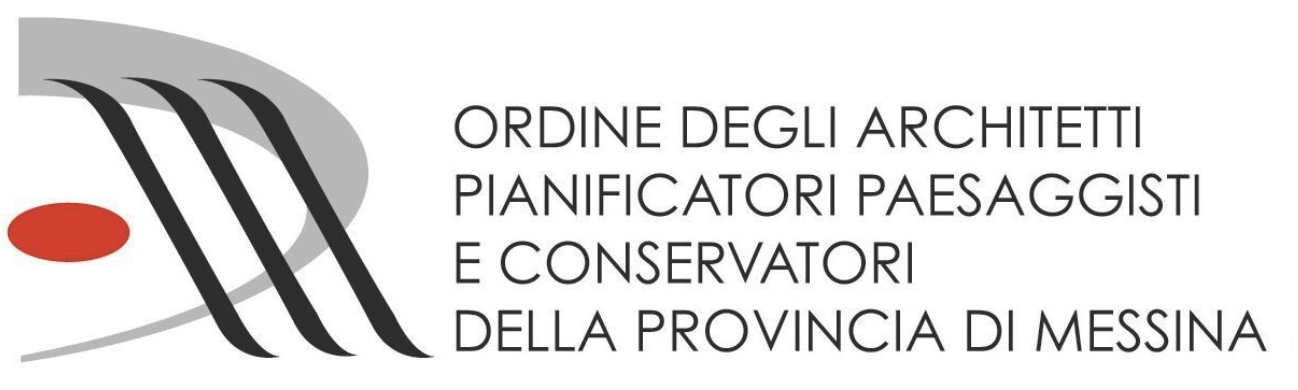 ORDINE DEGLI ARCHITETTI
PIANIFICATORI PAESAGGISTI
E CONSERVATORI
DELLA PROVINCIA DI MESSINA